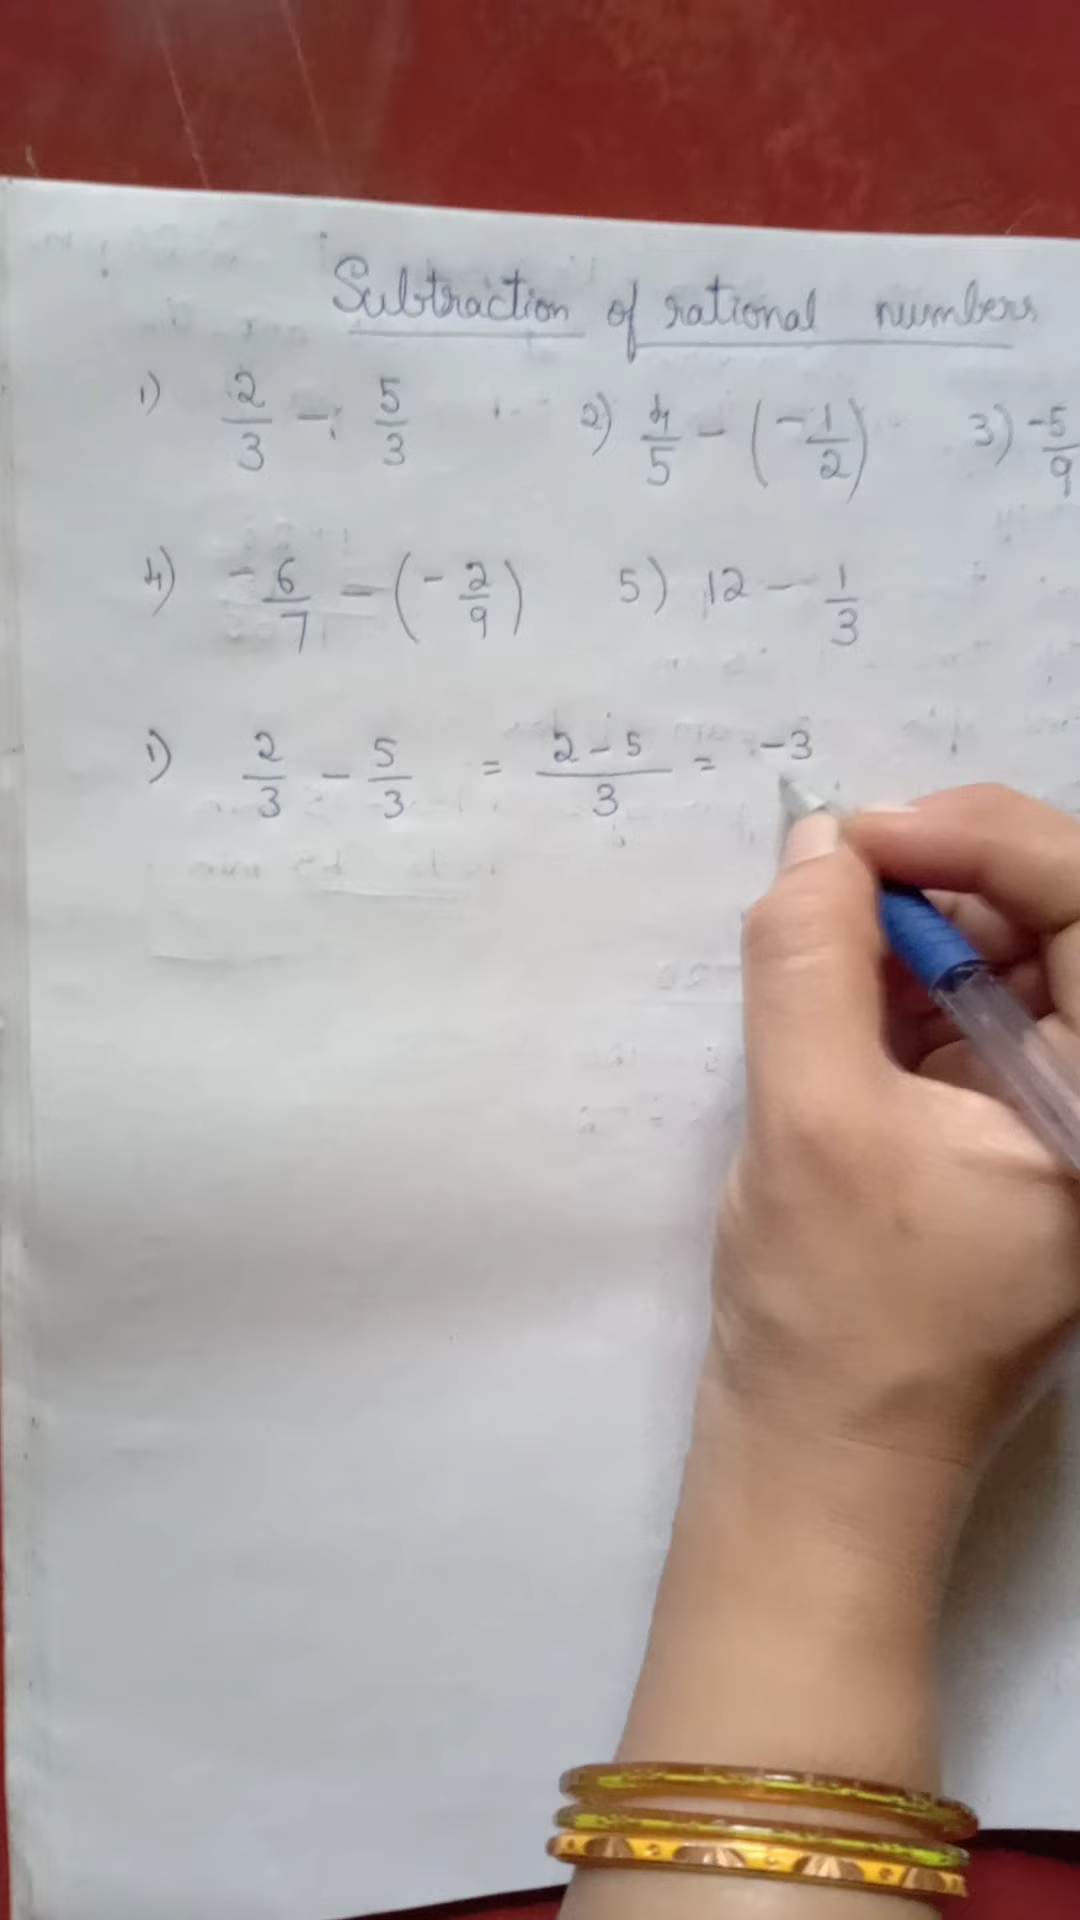 Subtraction of rational numbers
1) 2/3 - 5/3 2) 4/5 - (-1/2) 3) -5/9
4) -6/7 - (-2/9) 5) 12 - 1/3
1) 2/3 - 5/3 = 2-5/3 = -3